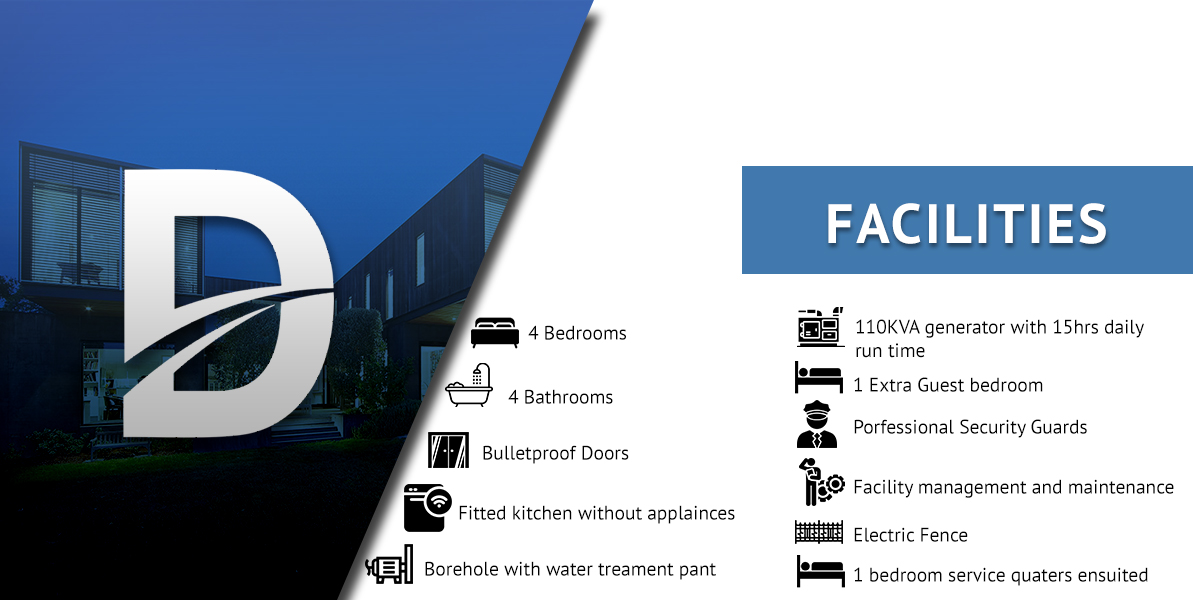 D
FACILITIES
4 Bedrooms
4 Bathrooms
Bulletproof Doors
Fitted kitchen without applainces
Borehole with water treament pant
110KVA generator with 15hrs daily
run time
1 Extra Guest bedroom
Porfessional Security Guards
Facility management and maintenance
Electric Fence
1 bedroom service quaters ensuited